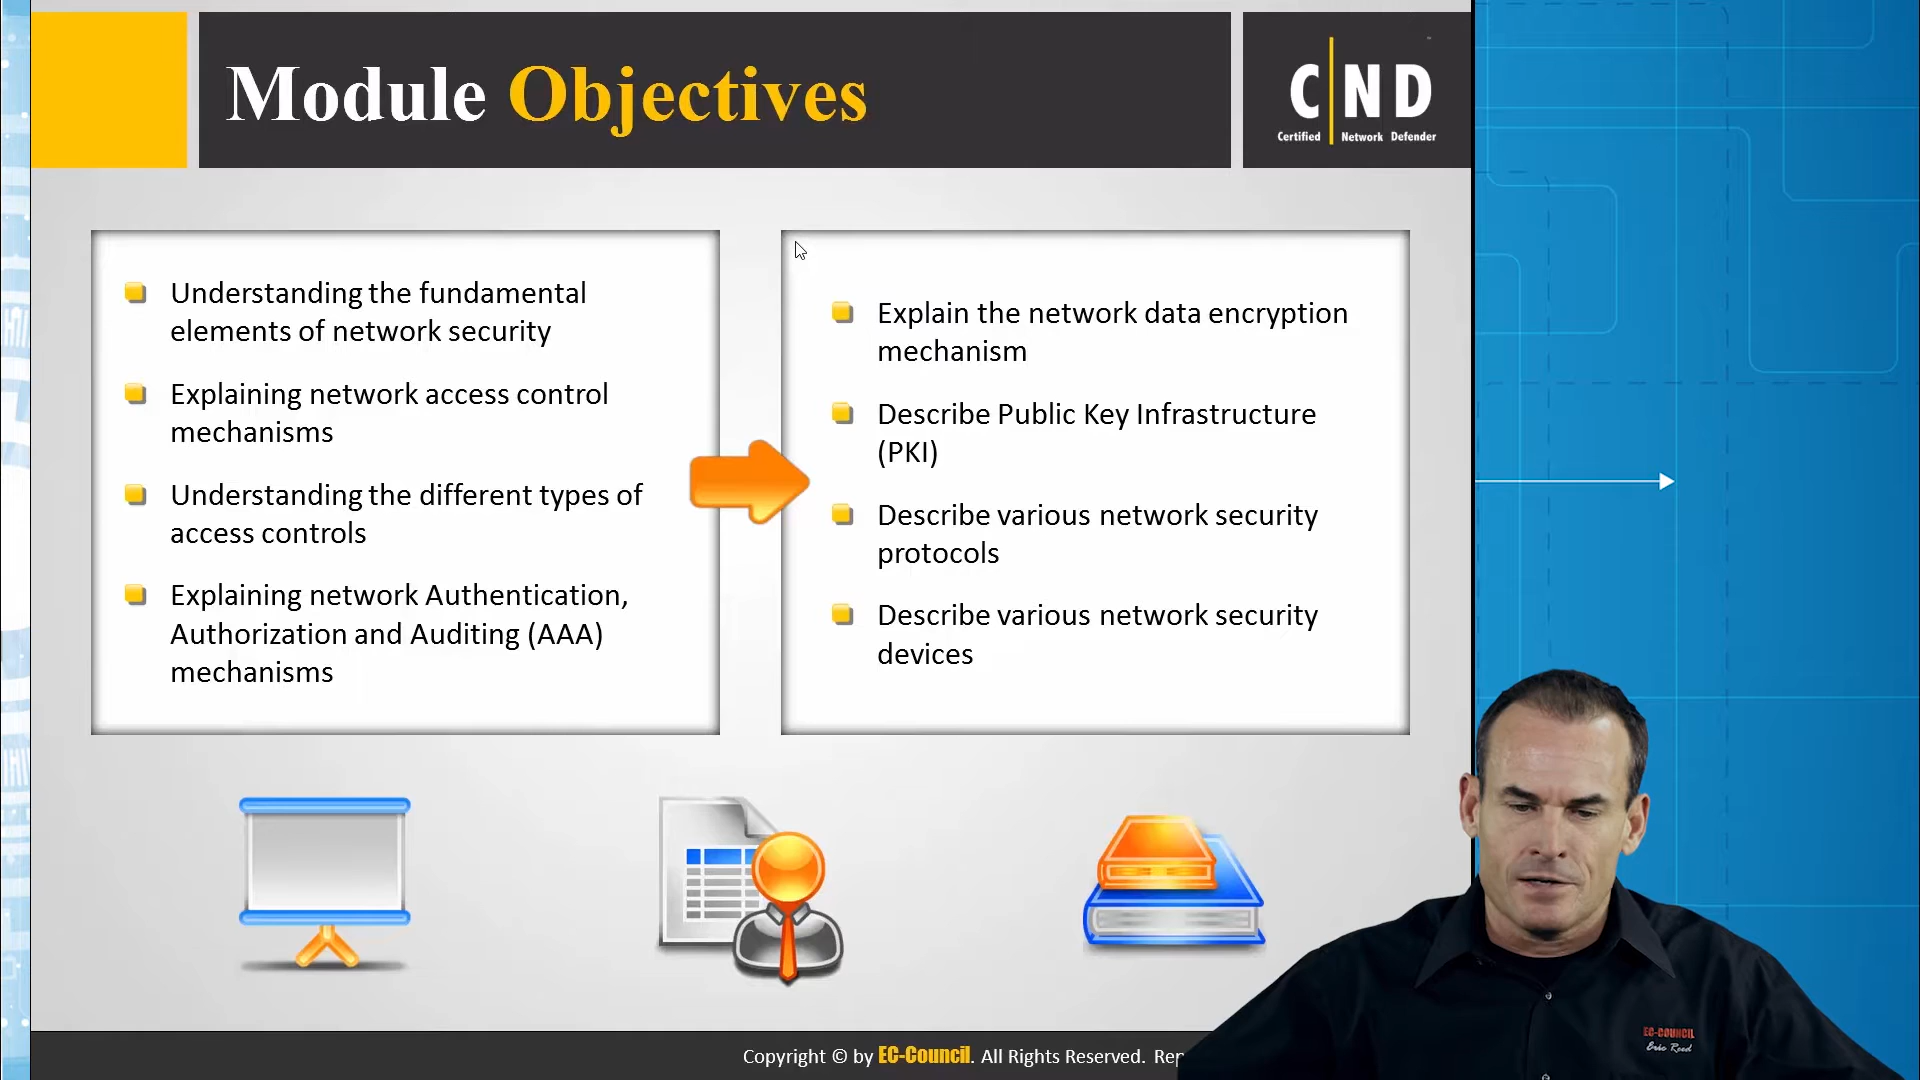 Module Objectives
C|ND
Certified Network Defender
Understanding the fundamental
elements of network security
Explaining network access control
mechanisms
Understanding the different types of
access controls
Explaining network Authentication,
Authorization and Auditing (AAA)
mechanisms
Explain the network data encryption
mechanism
Describe Public Key Infrastructure
(PKI)
Describe various network security
protocols
Describe various network security
devices
Copyright © by EC-Council. All Rights Reserved. Rep
EC-COUNCIL
Eric Reed